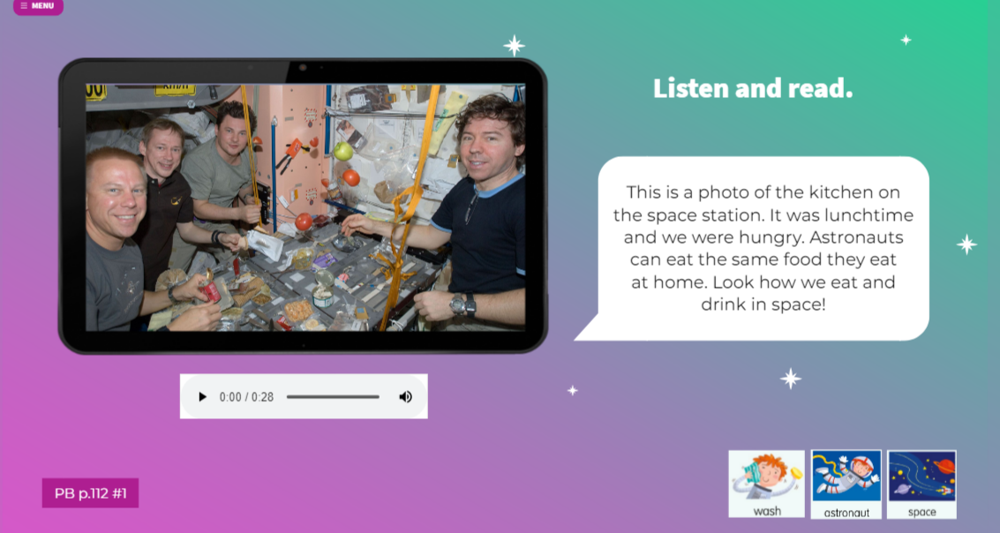 MENU
Listen and read.
This is a photo of the kitchen on
the space station. It was lunchtime
and we were hungry. Astronauts
can eat the same food they eat
at home. Look how we eat and
drink in space!
0:00 / 0:28
PB p.112 #1
wash
astronaut
space